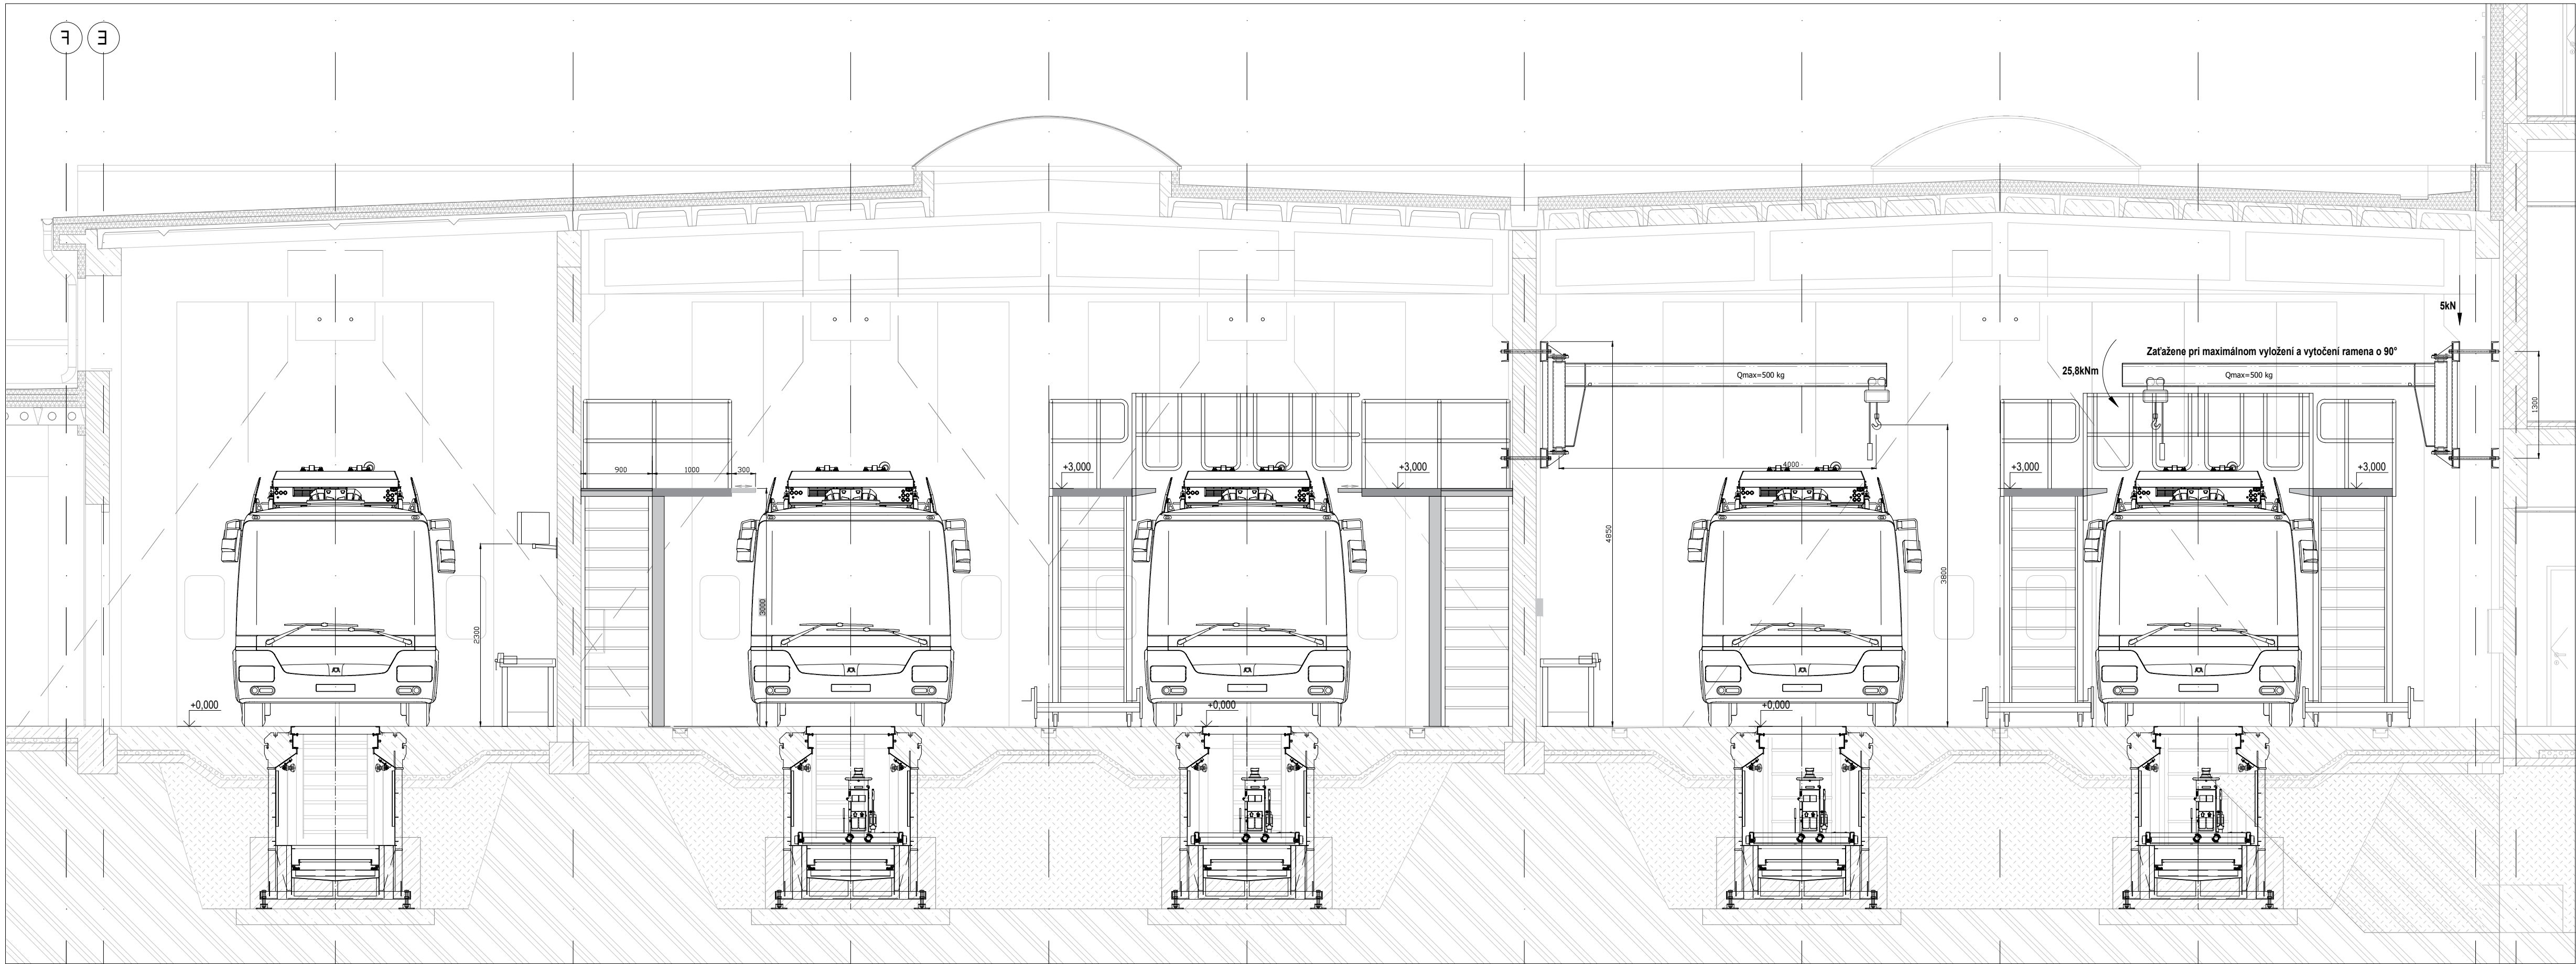 F E
5kN
Zaťažene pri maximálnom vyložení a vytočení ramena o 90°
25,8kNm
Qmax=500 kg
Qmax=500 kg
1300
900
1000
300
+3,000
+3,000
4000
+3,000
+3,000
4850
3800
2300
3000
+0,000
+0,000
+0,000